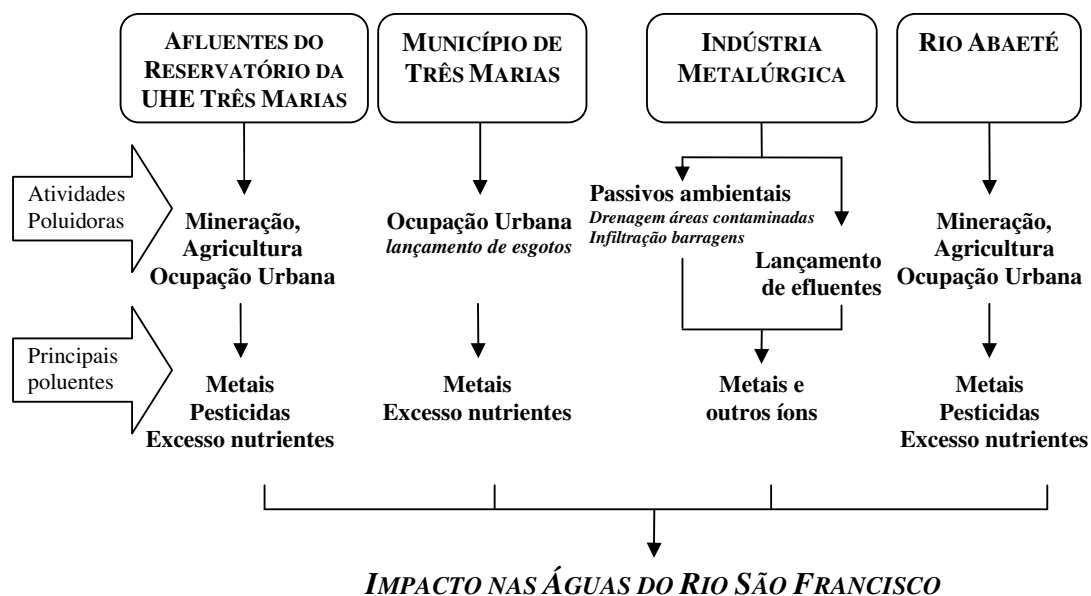 AFLUENTES DO
RESERVATÓRIO DA
UHE TRÊS MARIAS
MUNICÍPIO DE
TRÊS MARIAS
INDÚSTRIA
METALÚRGICA
RIO ABAETÉ
Atividades
Poluidoras
Mineração,
Agricultura
Ocupação Urbana
Ocupação Urbana
lançamento de esgotos
Passivos ambientais
Drenagem áreas contaminadas
Infiltração barragens
Lançamento
de efluentes
Mineração,
Agricultura
Ocupação Urbana
Principais
poluentes
Metais
Pesticidas
Excesso nutrientes
Metais
Excesso nutrientes
Metais e
outros íons
Metais
Pesticidas
Excesso nutrientes
IMPACTO NAS ÁGUAS DO RIO SÃO FRANCISCO